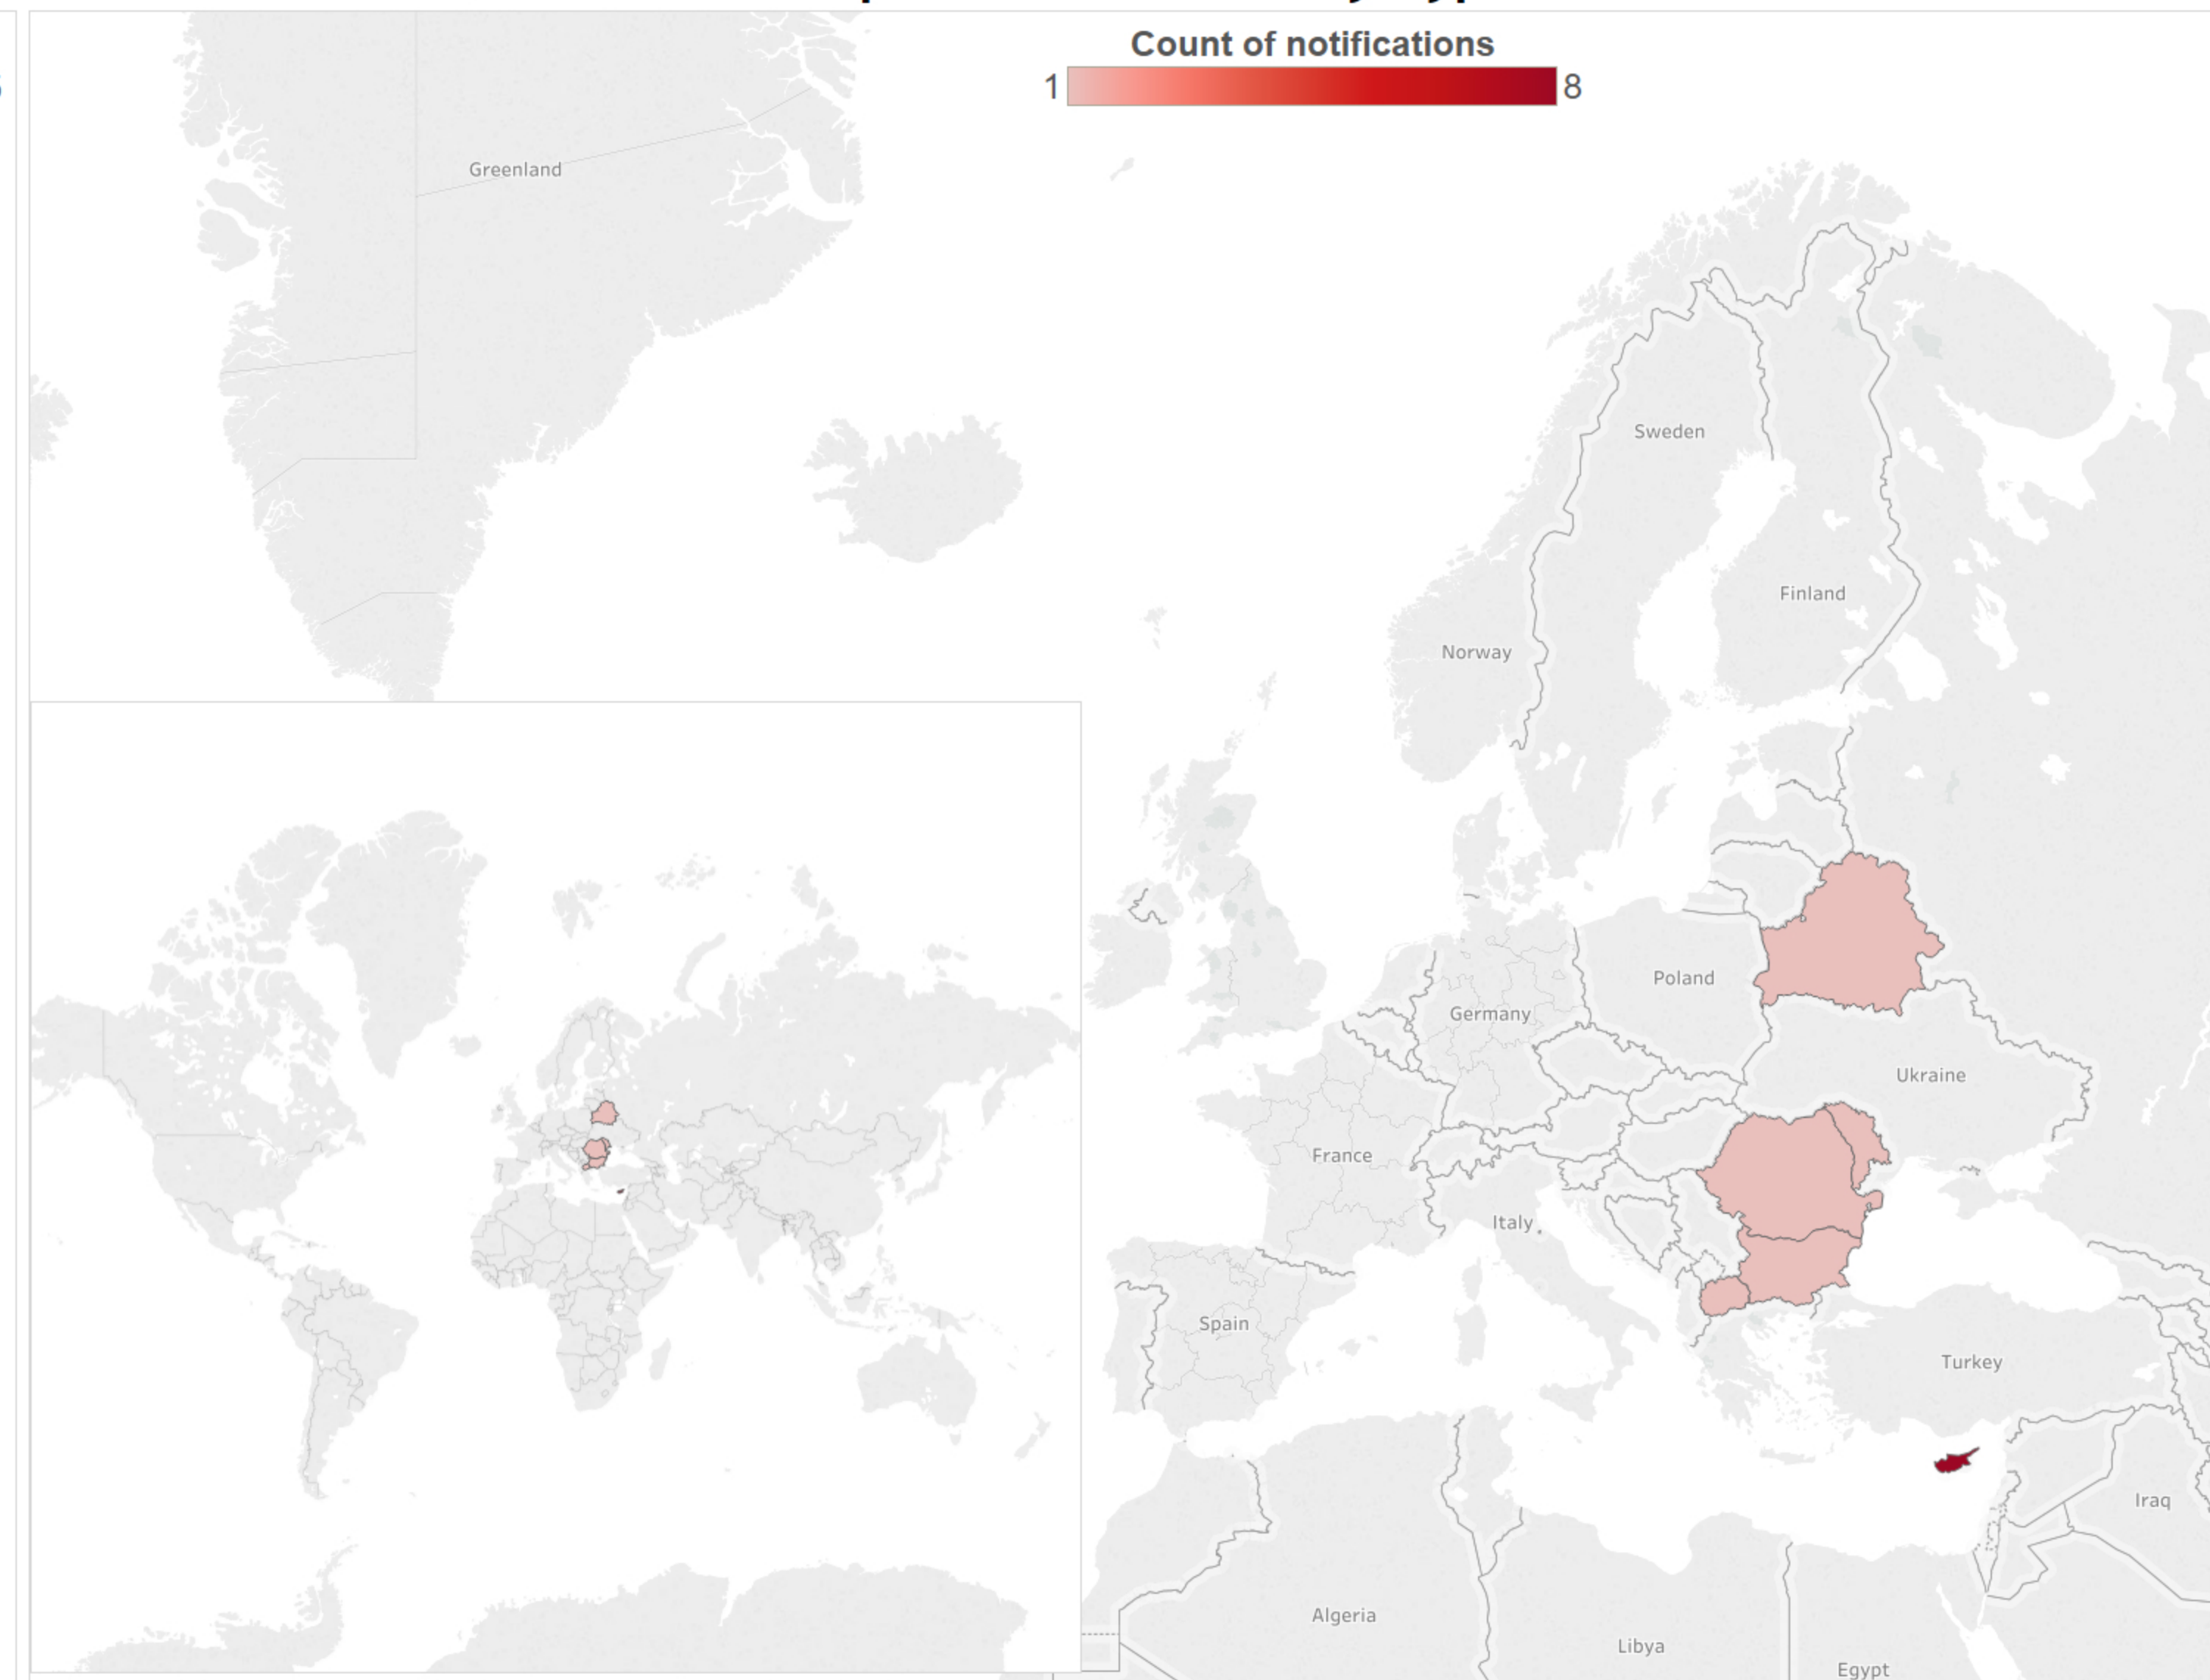 Count of notifications
1 8
Greenland
Sweden
Finland
Norway
Poland
Germany
Ukraine
France
Italy
Spain
Turkey
Iraq
Algeria
Libya
Egypt